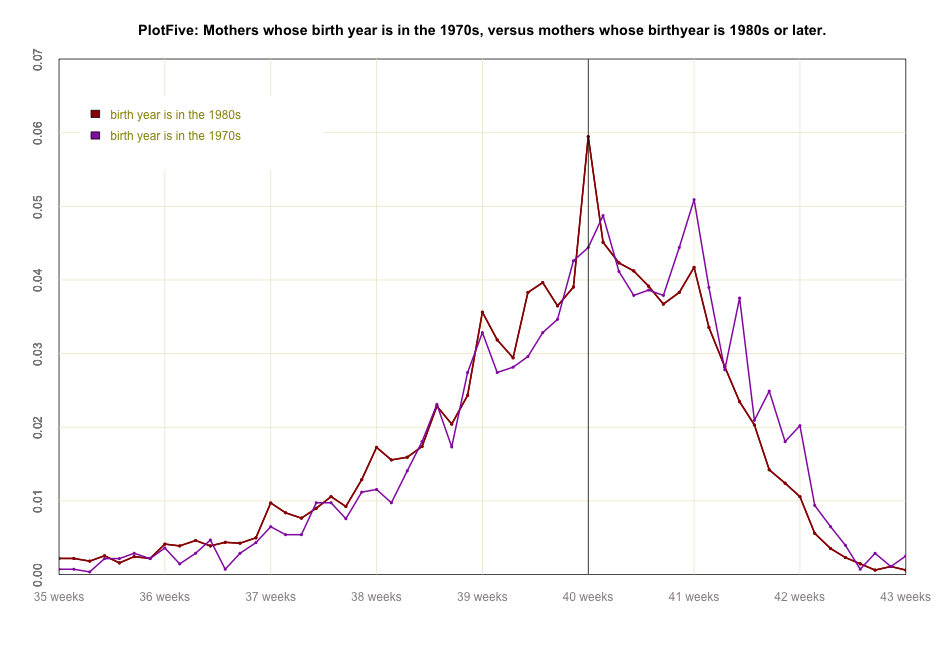 PlotFive: Mothers whose birth year is in the 1970s, versus mothers whose birthyear is 1980s or later.
0.07
birth year is in the 1980s
birth year is in the 1970s
0.06
0.05
0.04
0.03
0.02
0.01
0.00
35 weeks 36 weeks 37 weeks 38 weeks 39 weeks 40 weeks 41 weeks 42 weeks 43 weeks